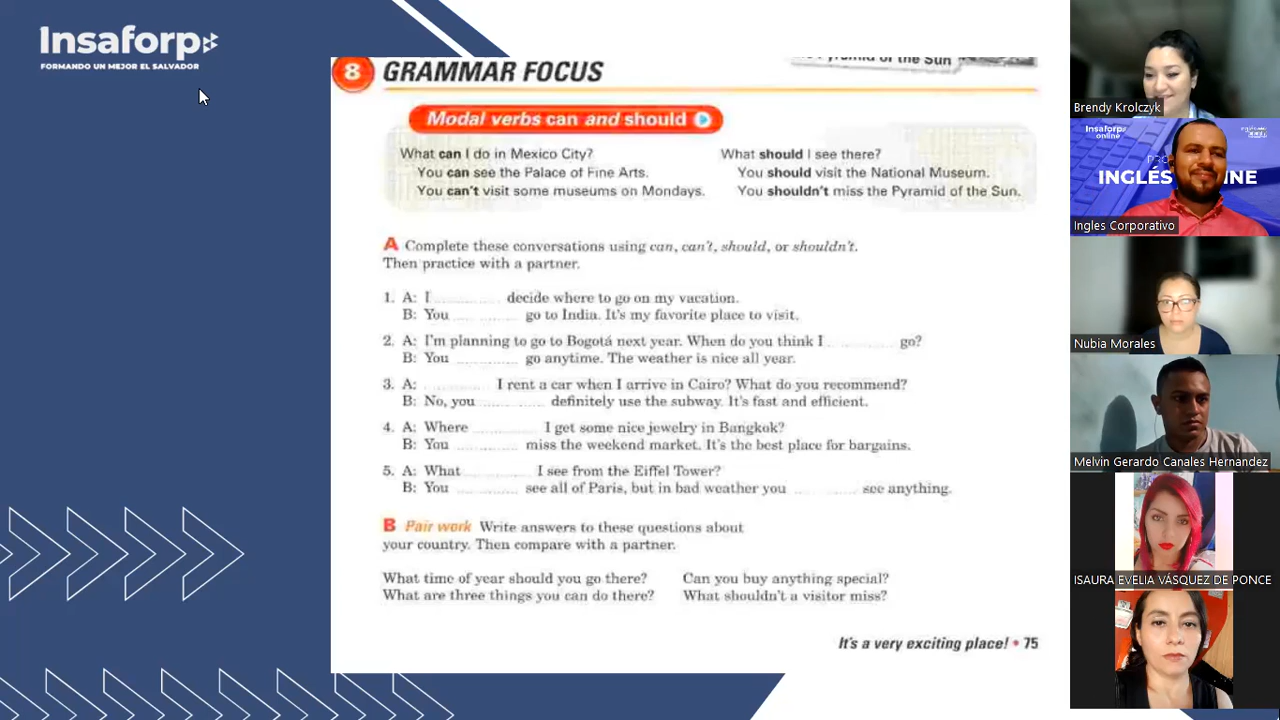 Insaforp
FORMANDO UN MEJOR EL SALVADOR
8 GRAMMAR FOCUS
Pyramid of the Sun
Modal verbs can and should
What can I do in Mexico City?
You can see the Palace of Fine Arts.
You can't visit some museums on Mondays.
What should I see there?
You should visit the National Museum.
You shouldn't miss the Pyramid of the Sun.
A Complete these conversations using can, can't, should, or shouldn't.
Then practice with a partner.
1. A: I decide where to go on my vacation.
B: You go to India. It's my favorite place to visit.
2. A: I'm planning to go to Bogotá next year. When do you think I go?
B: You go anytime. The weather is nice all year.
3. A: I rent a car when I arrive in Cairo? What do you recommend?
B: No, you definitely use the subway. It's fast and efficient.
4. A: Where I get some nice jewelry in Bangkok?
B: You miss the weekend market. It's the best place for bargains.
5. A: What I see from the Eiffel Tower?
B: You see all of Paris, but in bad weather you see anything.
B Pair work Write answers to these questions about
your country. Then compare with a partner.
What time of year should you go there?
What are three things you can do there?
Can you buy anything special?
What shouldn't a visitor miss?
It's a very exciting place! • 75
Brendy Krolczyk
Insaforp
online
INGLÉS
Ingles Corporativo
Nubia Morales
Melvin Gerardo Canales Hernandez
ISAURA EVELIA VÁSQUEZ DE PONCE